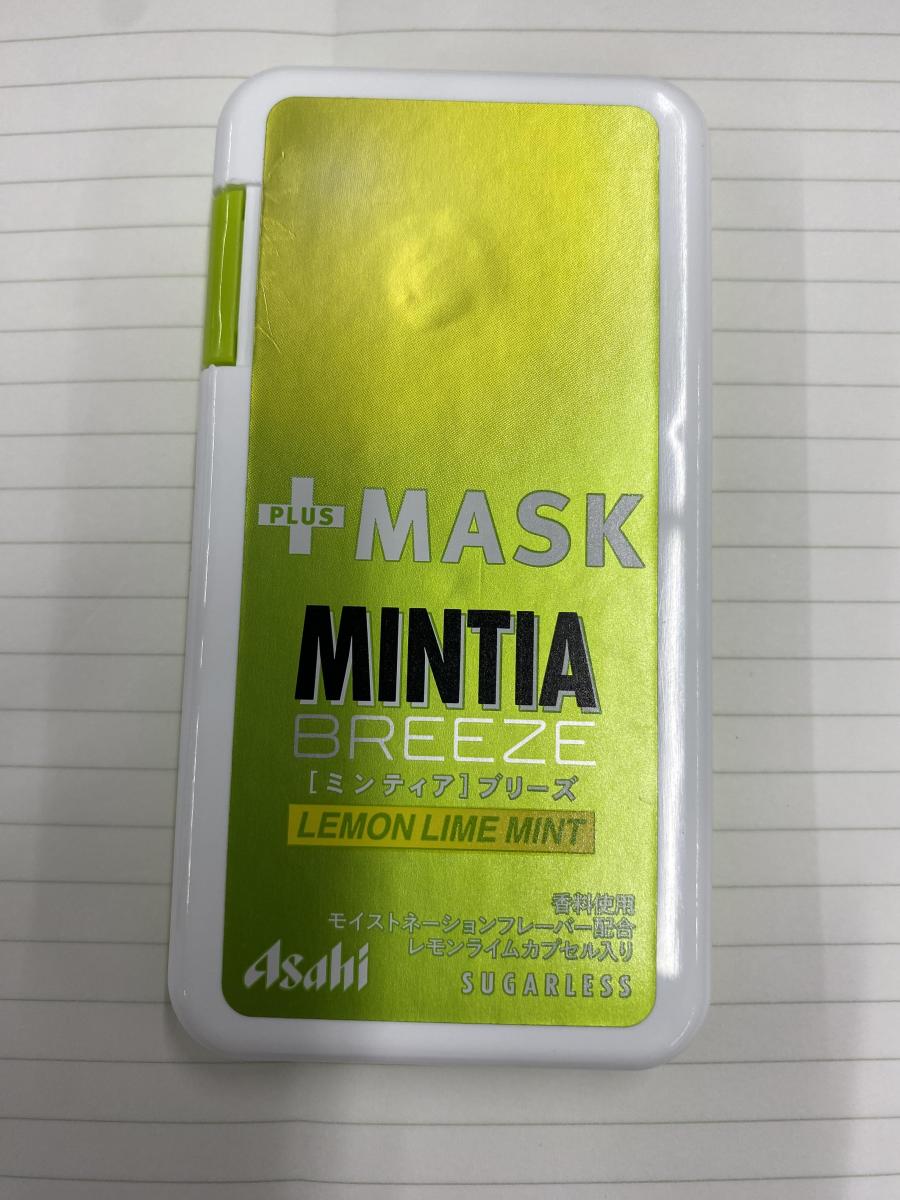 PLUS MASK
MINTIA
BREEZE
[ミンティア]ブリーズ
LEMON LIME MINT
香料使用
モイストネーションフレーバー配合
レモンライムカプセル入り
Asahi SUGARLESS